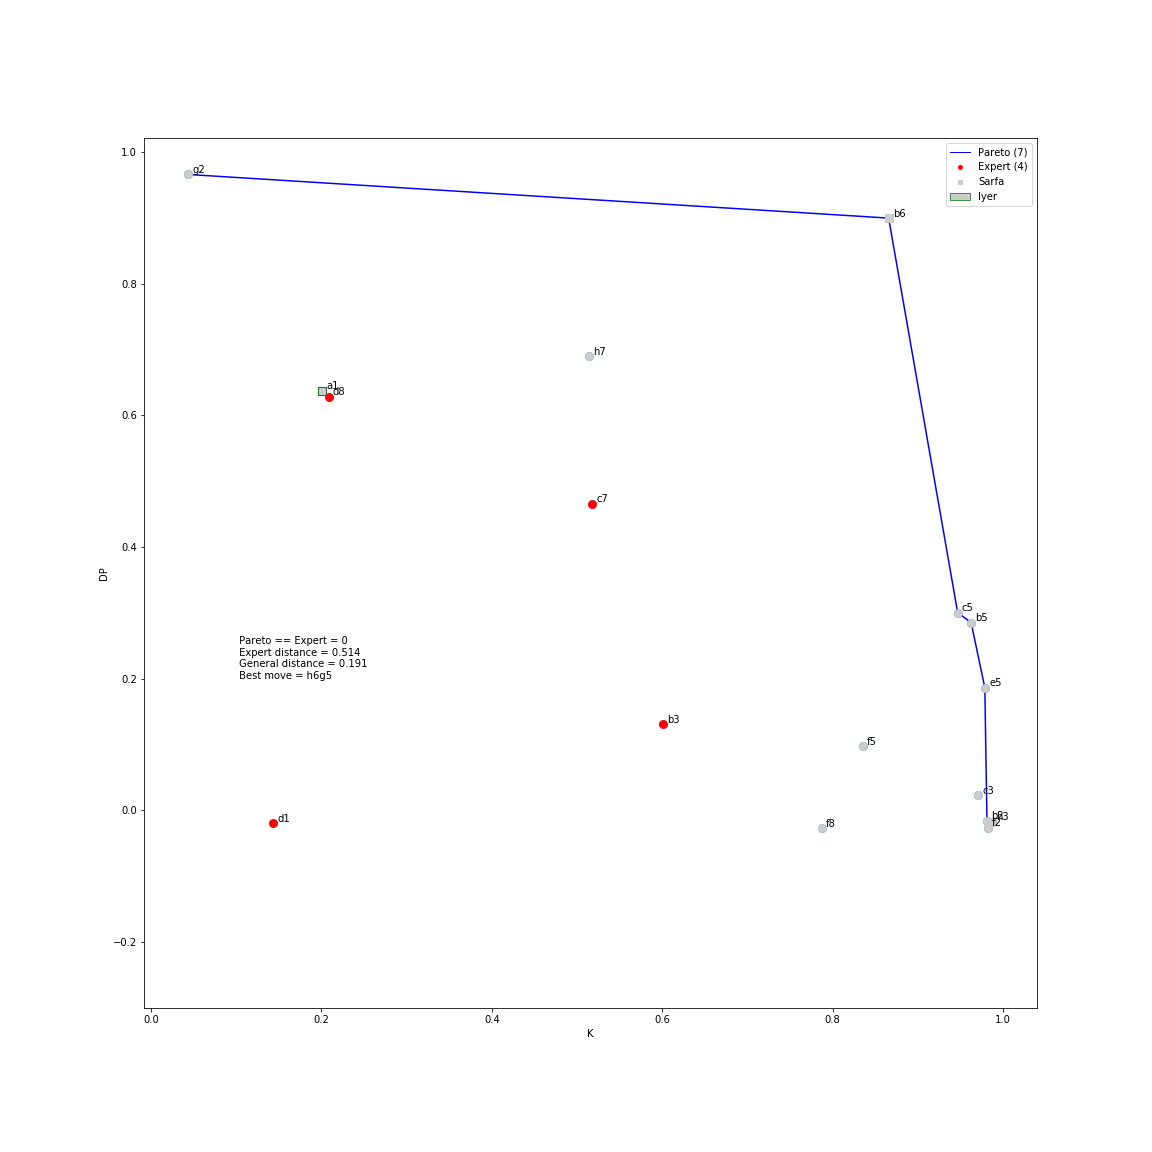 1.0
0.8
0.6
0.4
0.2
0.0
−0.2
DP
0.0
0.2
0.4
0.6
0.8
1.0
K
Pareto (7)
Expert (4)
Sarfa
Iyer
g2
b6
h7
a1
d8
c7
c5
b5
Pareto == Expert = 0
Expert distance = 0.514
General distance = 0.191
Best move = h6g5
e5
b3
f5
c3
d1
f8
f2